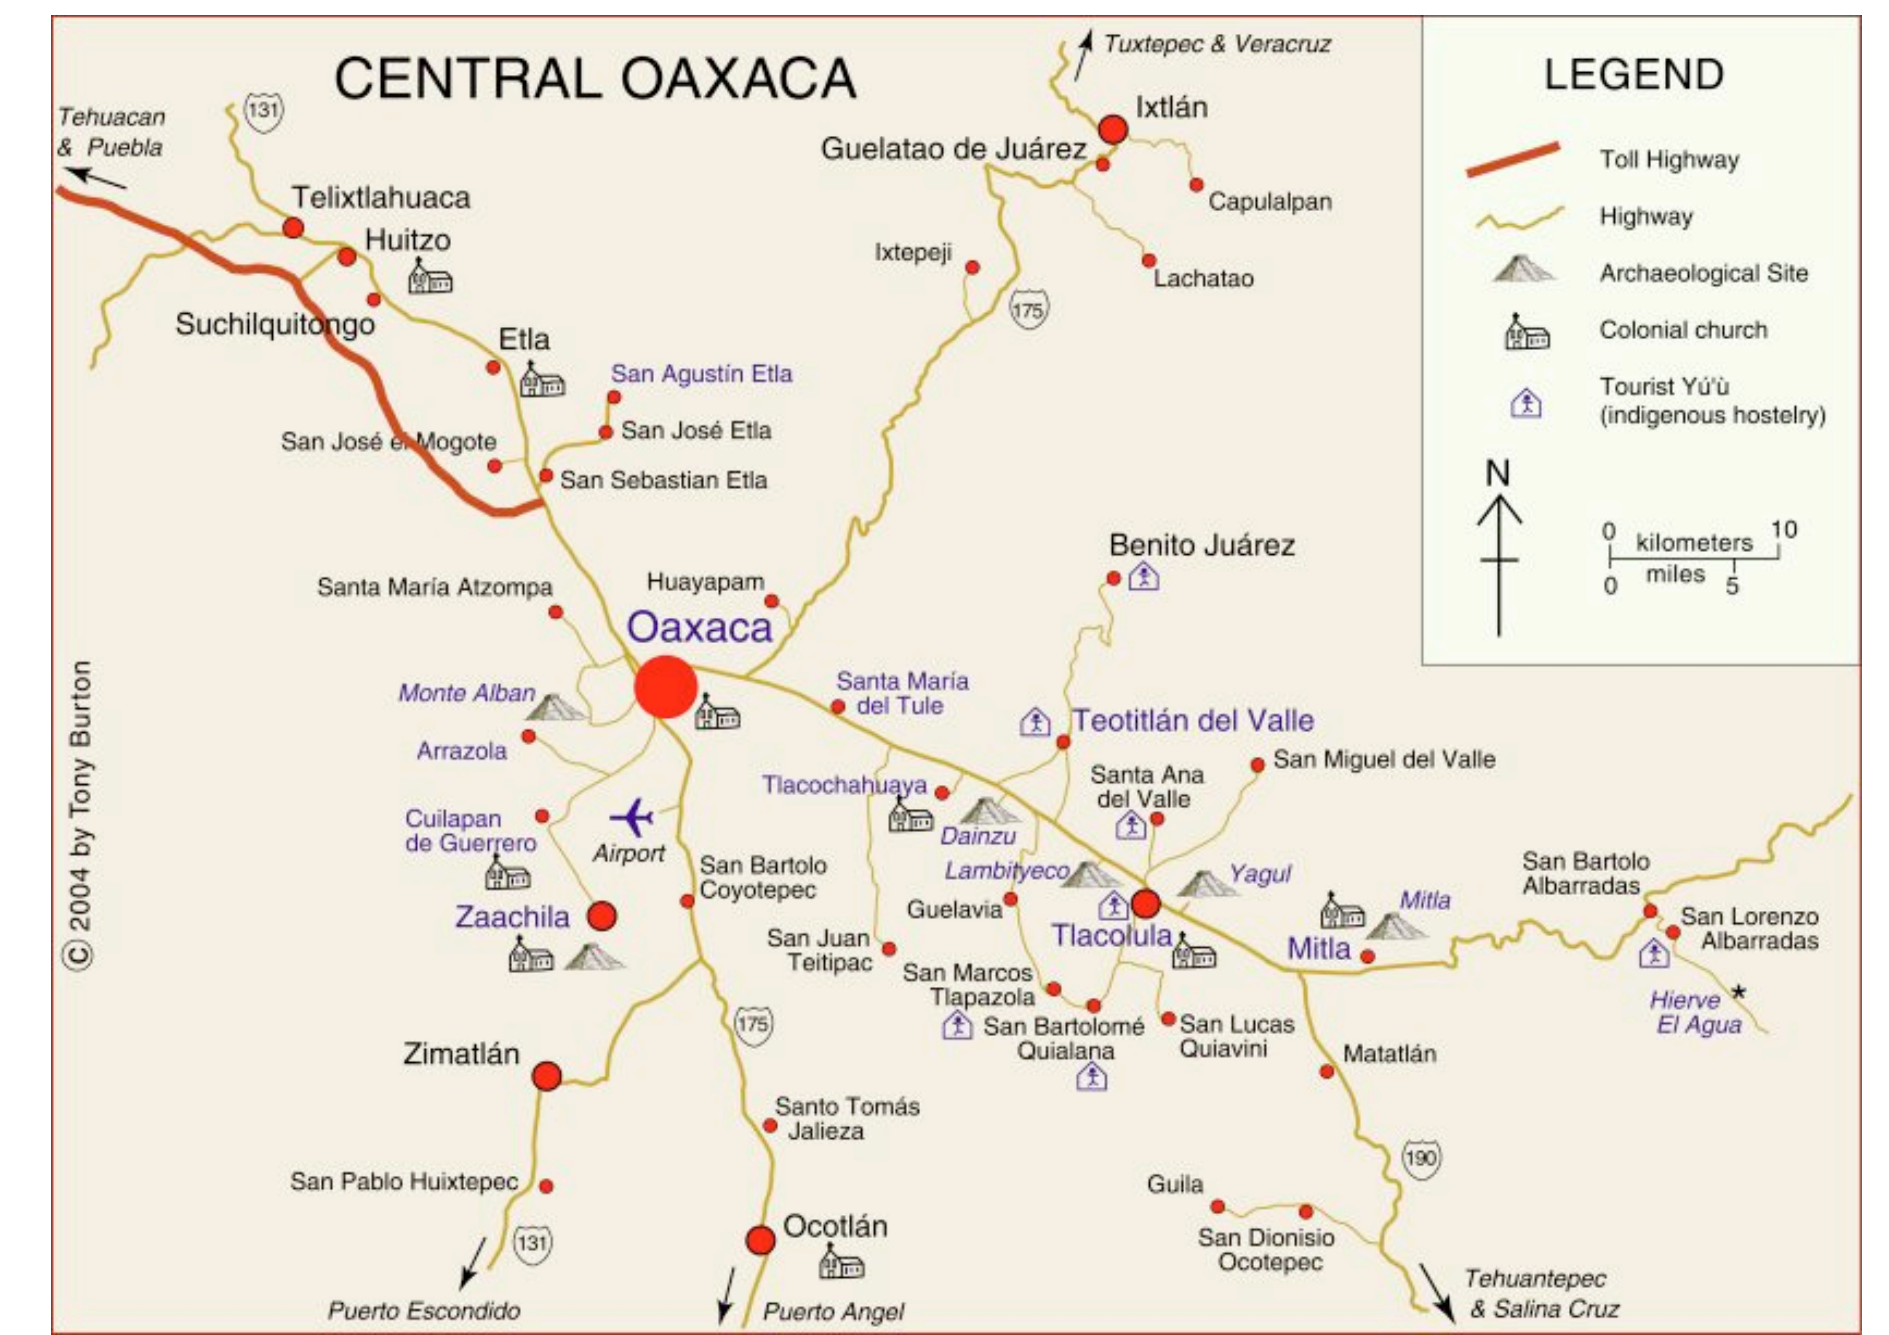 CENTRAL OAXACA
Tuxtepec & Veracruz
Tehuacan
& Puebla
131
Ixtlán
Guelatao de Juárez
Capulalpan
Telixtlahuaca
Huitzo
Ixtepeji
Lachatao
175
Suchilquitongo
Etla
San Agustín Etla
San José Etla
San José el Mogote
San Sebastian Etla
Benito Juárez
Santa María Atzompa
Huayapam
Oaxaca
Monte Alban
Santa María
del Tule
Teotitlán del Valle
Arrazola
San Miguel del Valle
Santa Ana
del Valle
Tlacochahuaya
Cuilapan
de Guerrero
Airport
Dainzu
San Bartolo
Coyotepec
Lambityeco
Yagul
San Bartolo
Albarradas
Zaachila
Guelavia
Mitla
San Lorenzo
Albarradas
San Juan
Teitipac
Tlacolula
Mitla
San Marcos
Tlapazola
Hierve
El Agua
*
175
San Bartolomé
Quialana
San Lucas
Quiavini
Zimatlán
Matatlán
Santo Tomás
Jalieza
190
San Pablo Huixtepec
Guila
Ocotlán
131
San Dionisio
Ocotepec
Puerto Escondido
Puerto Angel
Tehuantepec
& Salina Cruz
© 2004 by Tony Burton
LEGEND
Toll Highway
Highway
Archaeological Site
Colonial church
Tourist Yú'ù
(indigenous hostelry)
N
0 kilometers 10
0 miles 5